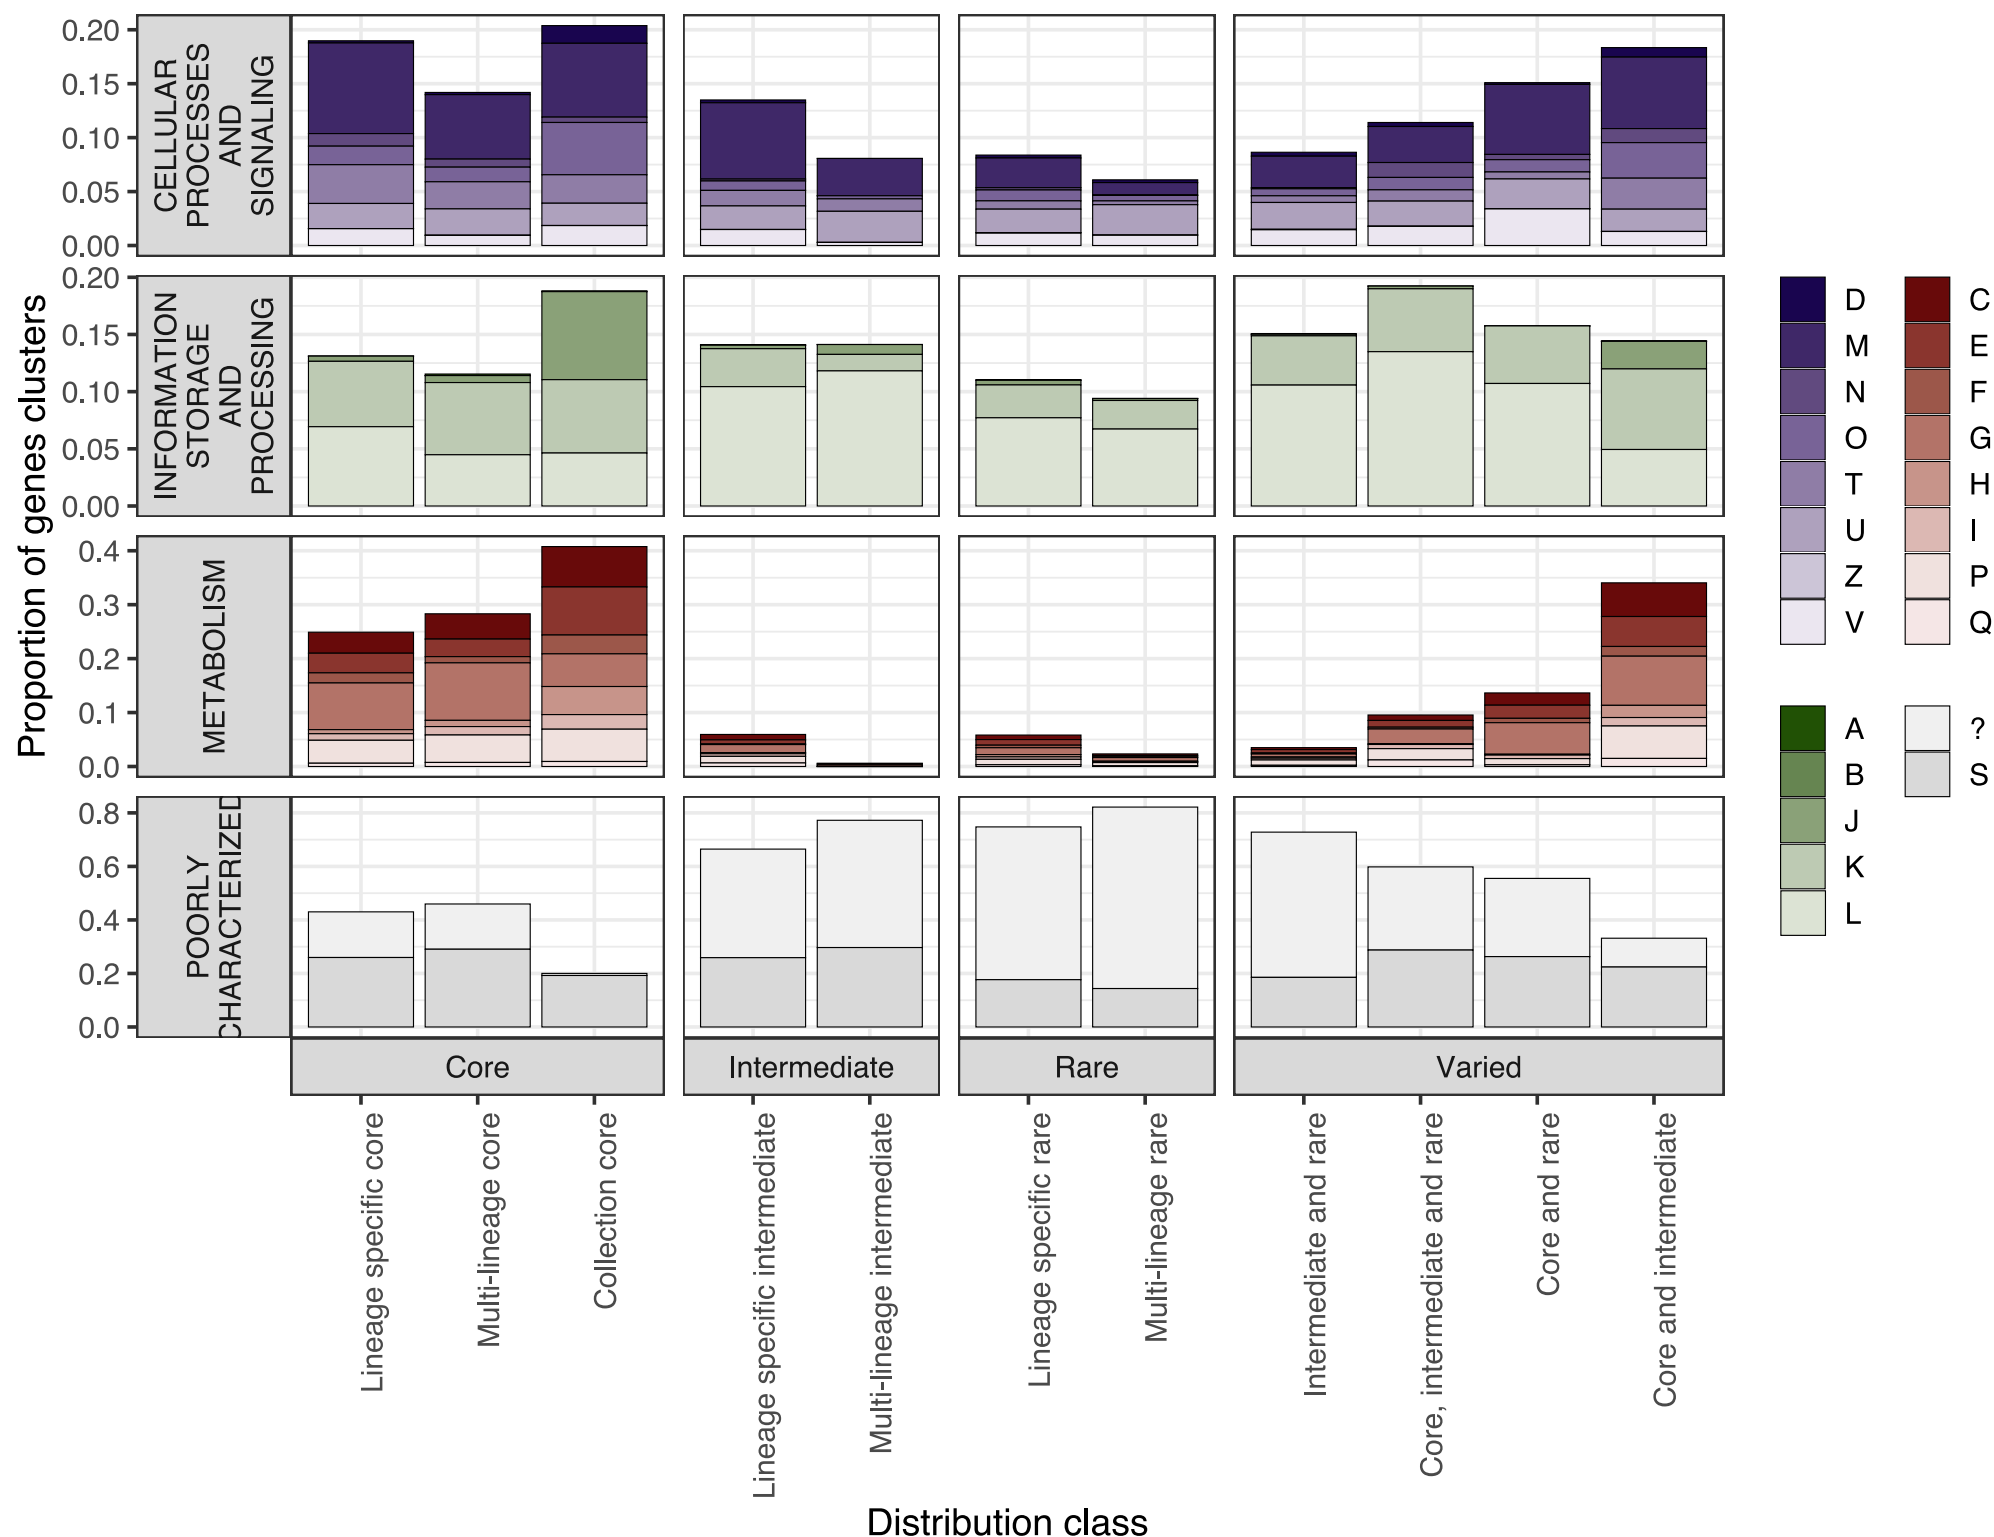 Proportion of genes clusters
CELLULAR
PROCESSES
AND
SIGNALING
0.20
0.15
0.10
0.05
0.00
INFORMATION
STORAGE
AND
PROCESSING
0.20
0.15
0.10
0.05
0.00
METABOLISM
0.4
0.3
0.2
0.1
0.0
POORLY
CHARACTERIZED
0.8
0.6
0.4
0.2
0.0
Core
Intermediate
Rare
Varied
Lineage specific core
Multi-lineage core
Collection core
Lineage specific intermediate
Multi-lineage intermediate
Lineage specific rare
Multi-lineage rare
Intermediate and rare
Core, intermediate and rare
Core and rare
Core and intermediate
Distribution class
D
M
N
O
T
U
Z
V
C
E
F
G
H
I
P
Q
A
B
J
K
L
?
S